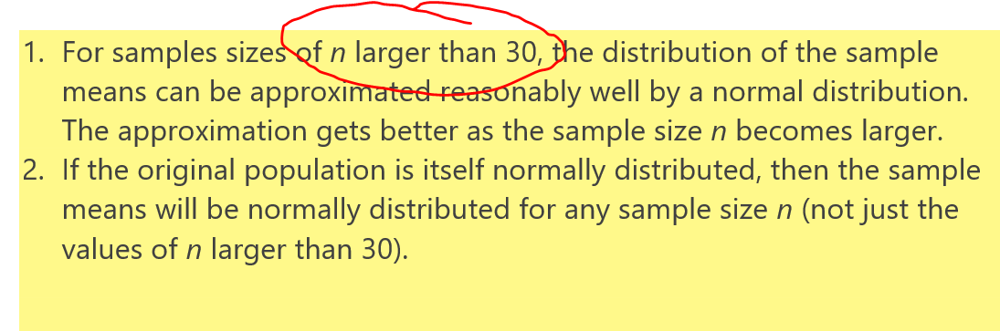 1. For samples sizes of n larger than 30, the distribution of the sample
means can be approximated reasonably well by a normal distribution.
The approximation gets better as the sample size n becomes larger.
2. If the original population is itself normally distributed, then the sample
means will be normally distributed for any sample size n (not just the
values of n larger than 30).